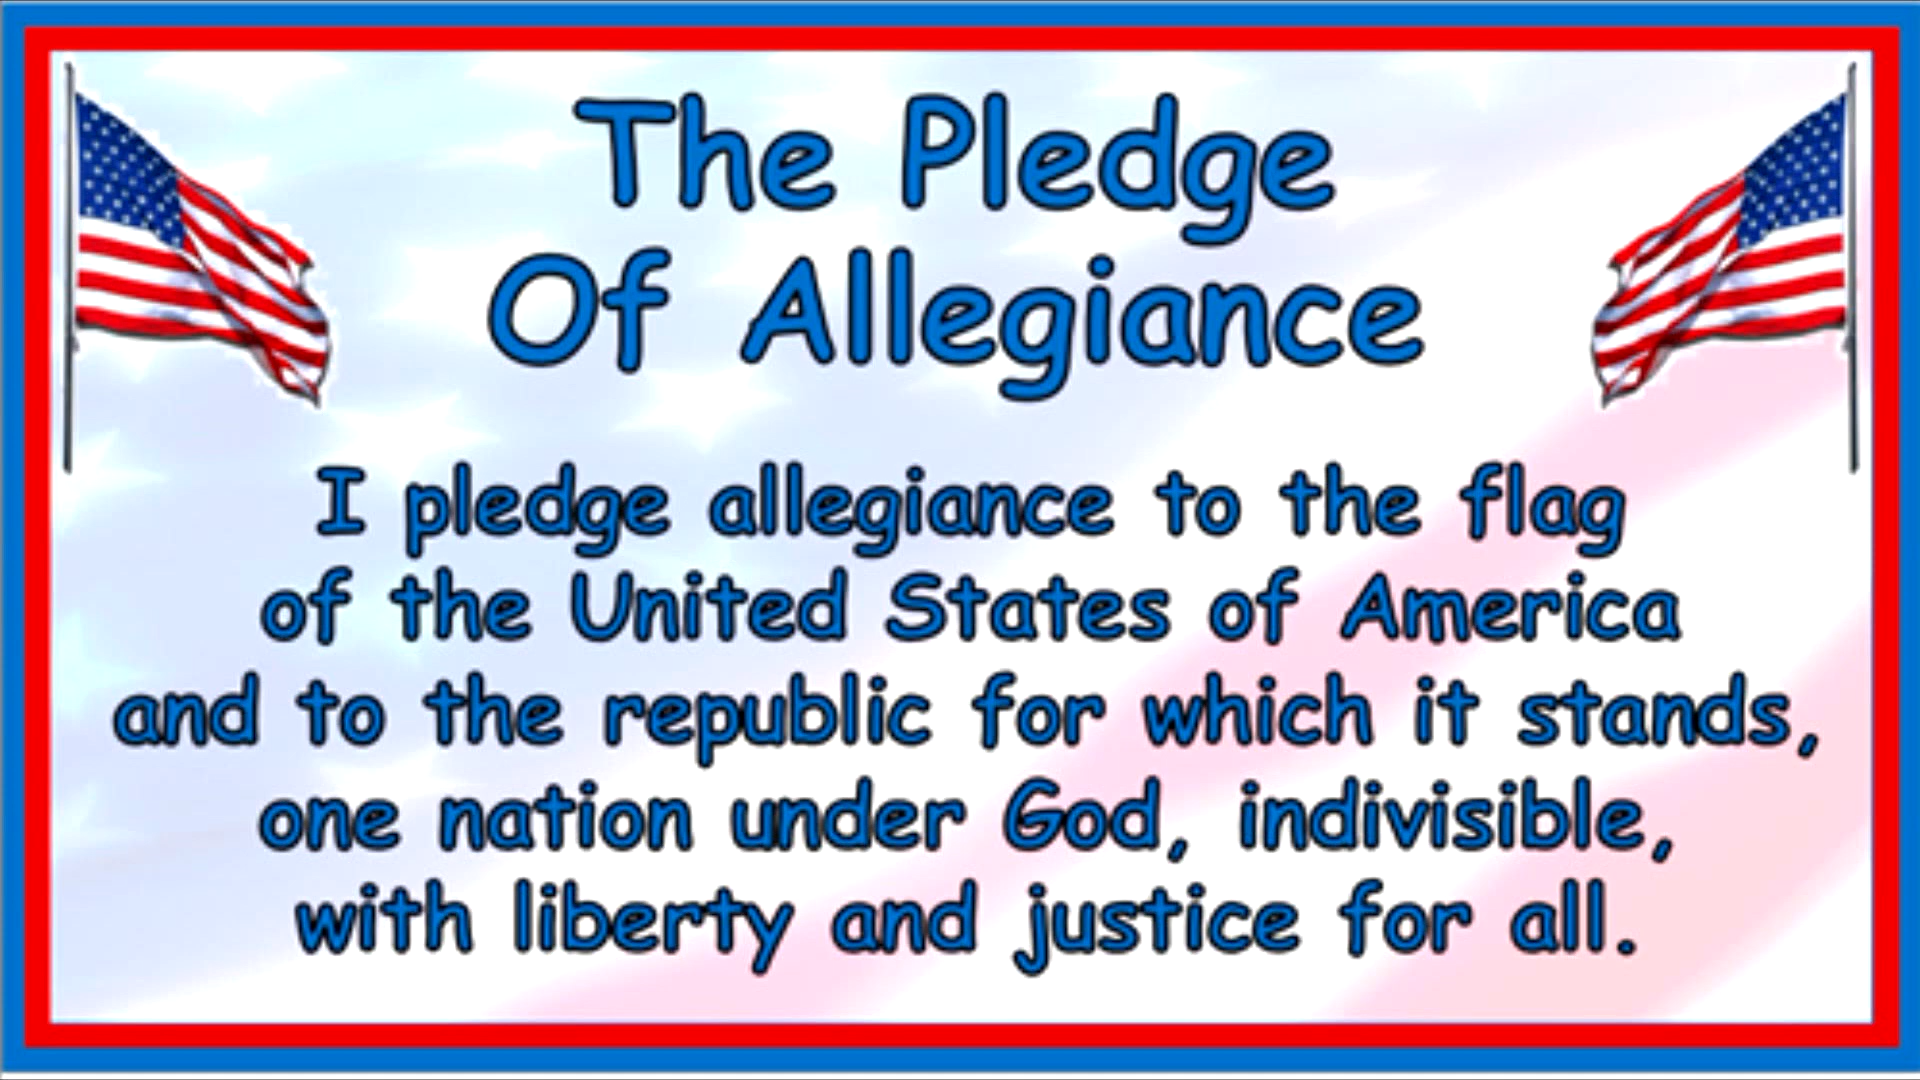 The Pledge
Of Allegiance
I pledge allegiance to the flag
of the United States of America
and to the republic for which it stands,
one nation under God, indivisible,
with liberty and justice for all.